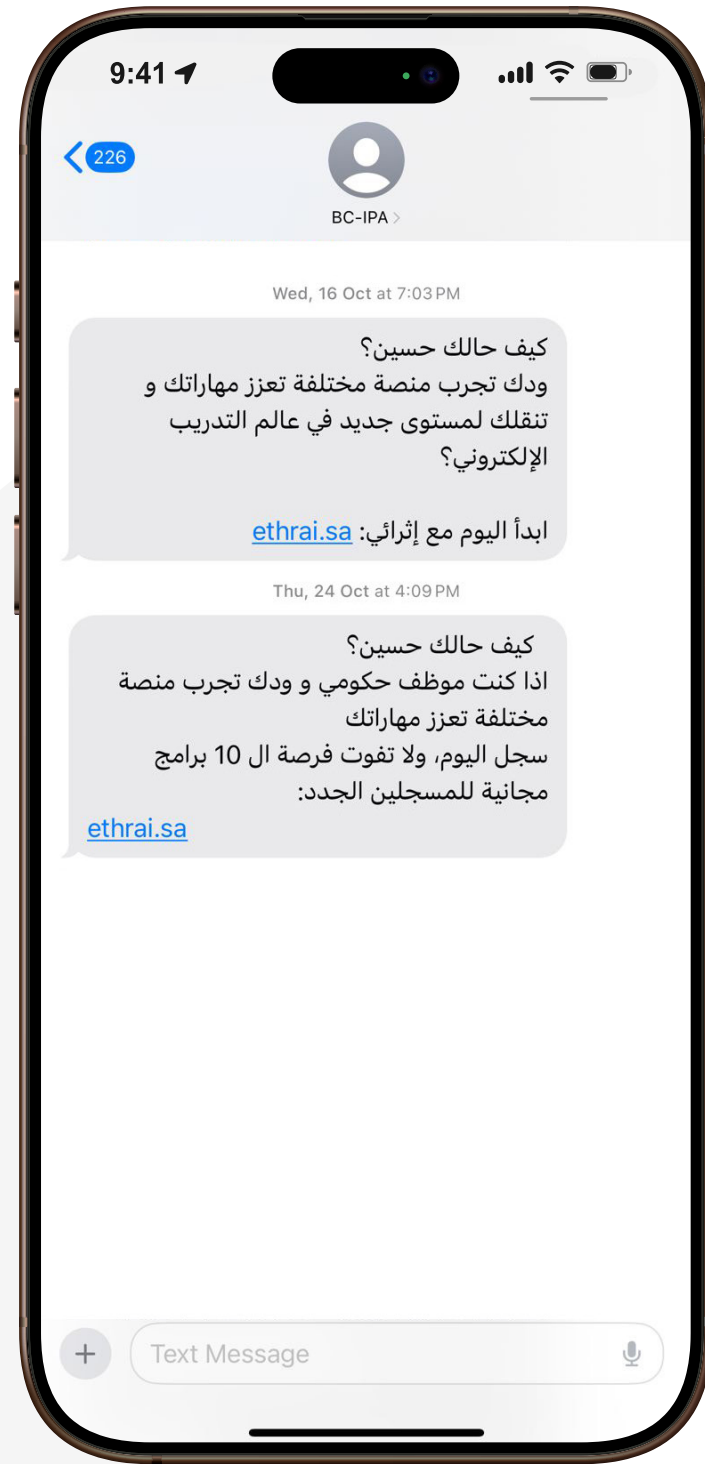 9:41
226
BC-IPA
Wed, 16 Oct at 7:03 PM
كيف حالك حسين؟
ودك تجرب منصة مختلفة تعزز مهاراتك و
تنقلك لمستوى جديد في عالم التدريب
الإلكتروني؟
ابدأ اليوم مع إثرائي: ethrai.sa
Thu, 24 Oct at 4:09 PM
كيف حالك حسين؟
اذا كنت موظف حكومي و ودك تجرب منصة
مختلفة تعزز مهاراتك
سجل اليوم، ولا تفوت فرصة ال 10 برامج
مجانية للمسجلين الجدد:
ethrai.sa
Text Message